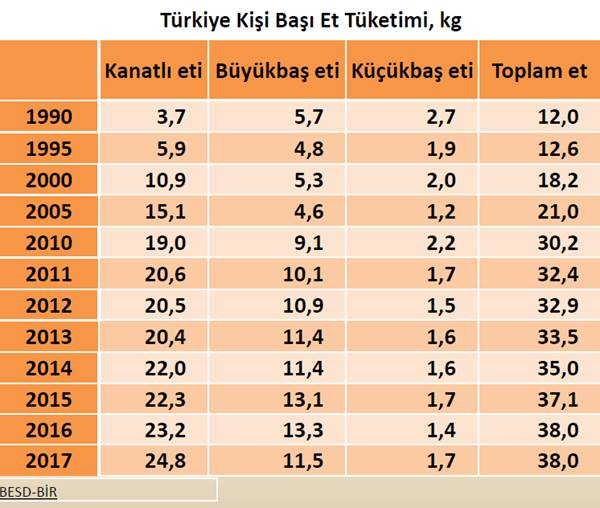 Türkiye Kişi Başı Et Tüketimi, kg
Kanatlı eti Büyükbaş eti Küçükbaş eti Toplam et
1990 3,7 5,7 2,7 12,0
1995 5,9 4,8 1,9 12,6
2000 10,9 5,3 2,0 18,2
2005 15,1 4,6 1,2 21,0
2010 19,0 9,1 2,2 30,2
2011 20,6 10,1 1,7 32,4
2012 20,5 10,9 1,5 32,9
2013 20,4 11,4 1,6 33,5
2014 22,0 11,4 1,6 35,0
2015 22,3 13,1 1,7 37,1
2016 23,2 13,3 1,4 38,0
2017 24,8 11,5 1,7 38,0
BESD-BİR